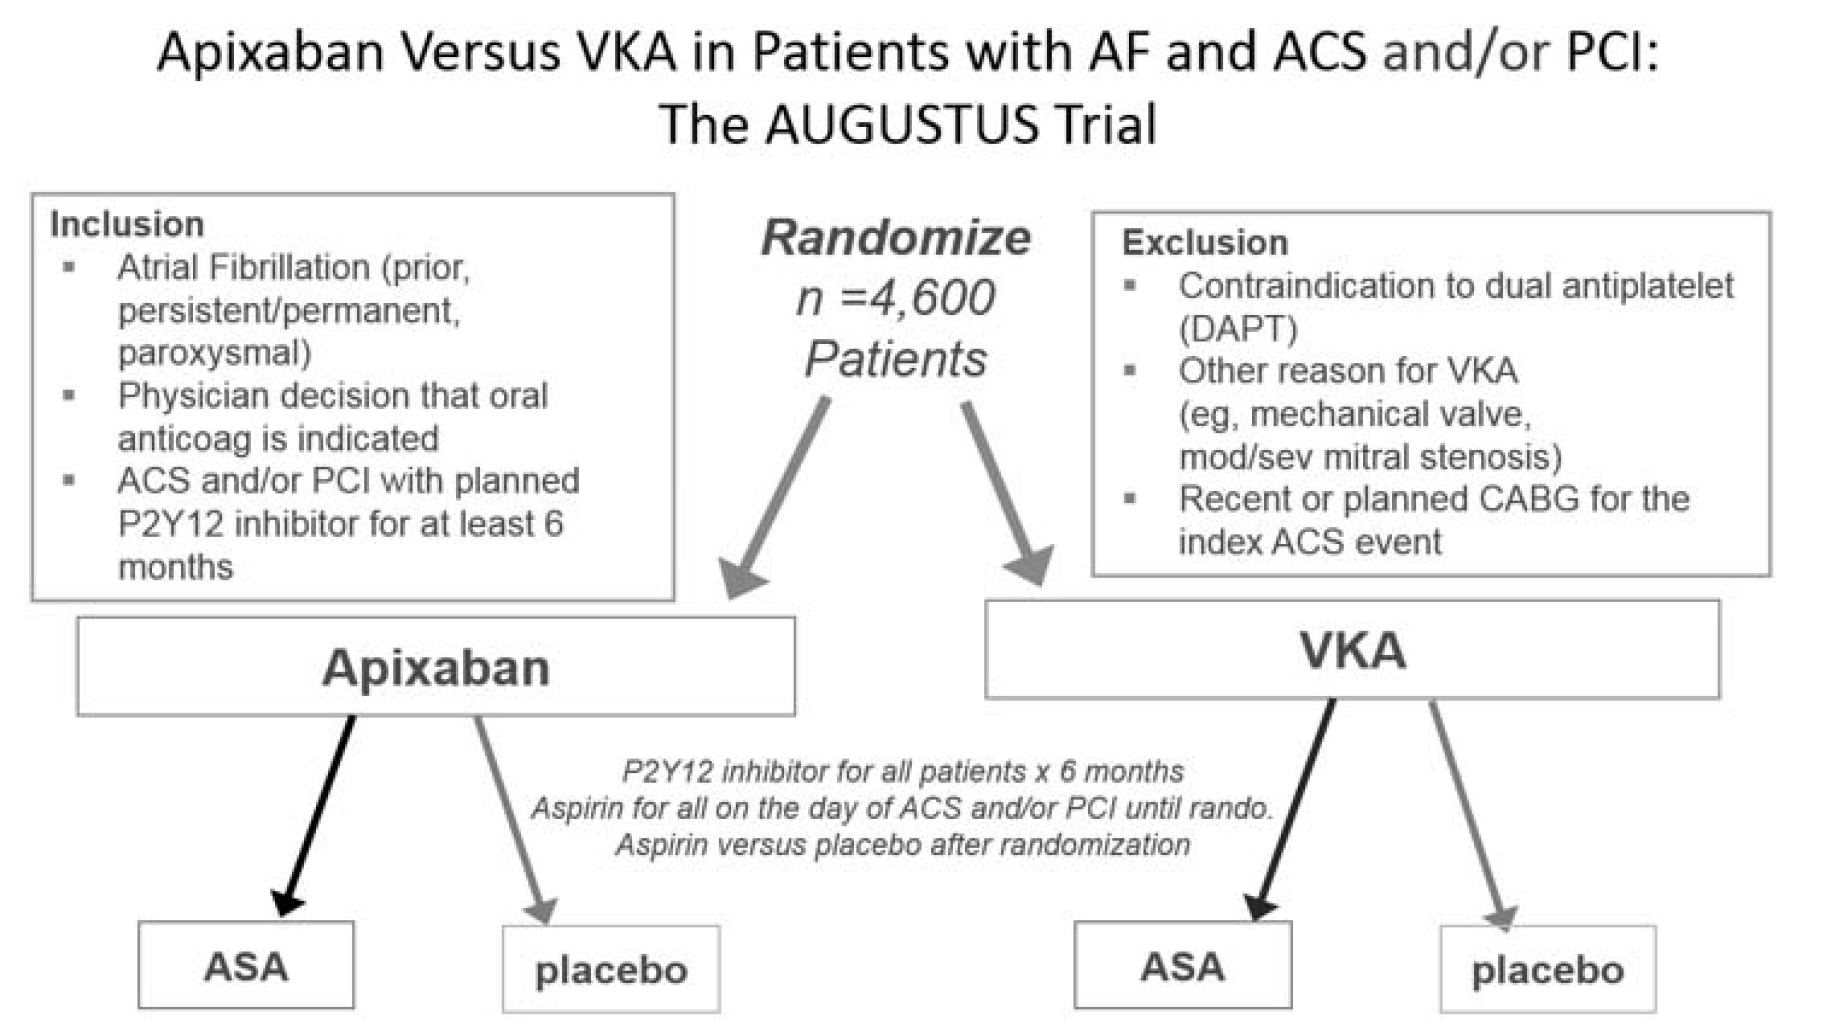 Apixaban Versus VKA in Patients with AF and ACS and/or PCI:
The AUGUSTUS Trial
Inclusion
▪ Atrial Fibrillation (prior,
persistent/permanent,
paroxysmal)
▪ Physician decision that oral
anticoag is indicated
▪ ACS and/or PCI with planned
P2Y12 inhibitor for at least 6
months
Randomize
n =4,600
Patients
Exclusion
▪ Contraindication to dual antiplatelet
(DAPT)
▪ Other reason for VKA
(eg, mechanical valve,
mod/sev mitral stenosis)
▪ Recent or planned CABG for the
index ACS event
Apixaban
VKA
P2Y12 inhibitor for all patients x 6 months
Aspirin for all on the day of ACS and/or PCI until rando.
Aspirin versus placebo after randomization
ASA
placebo
ASA
placebo